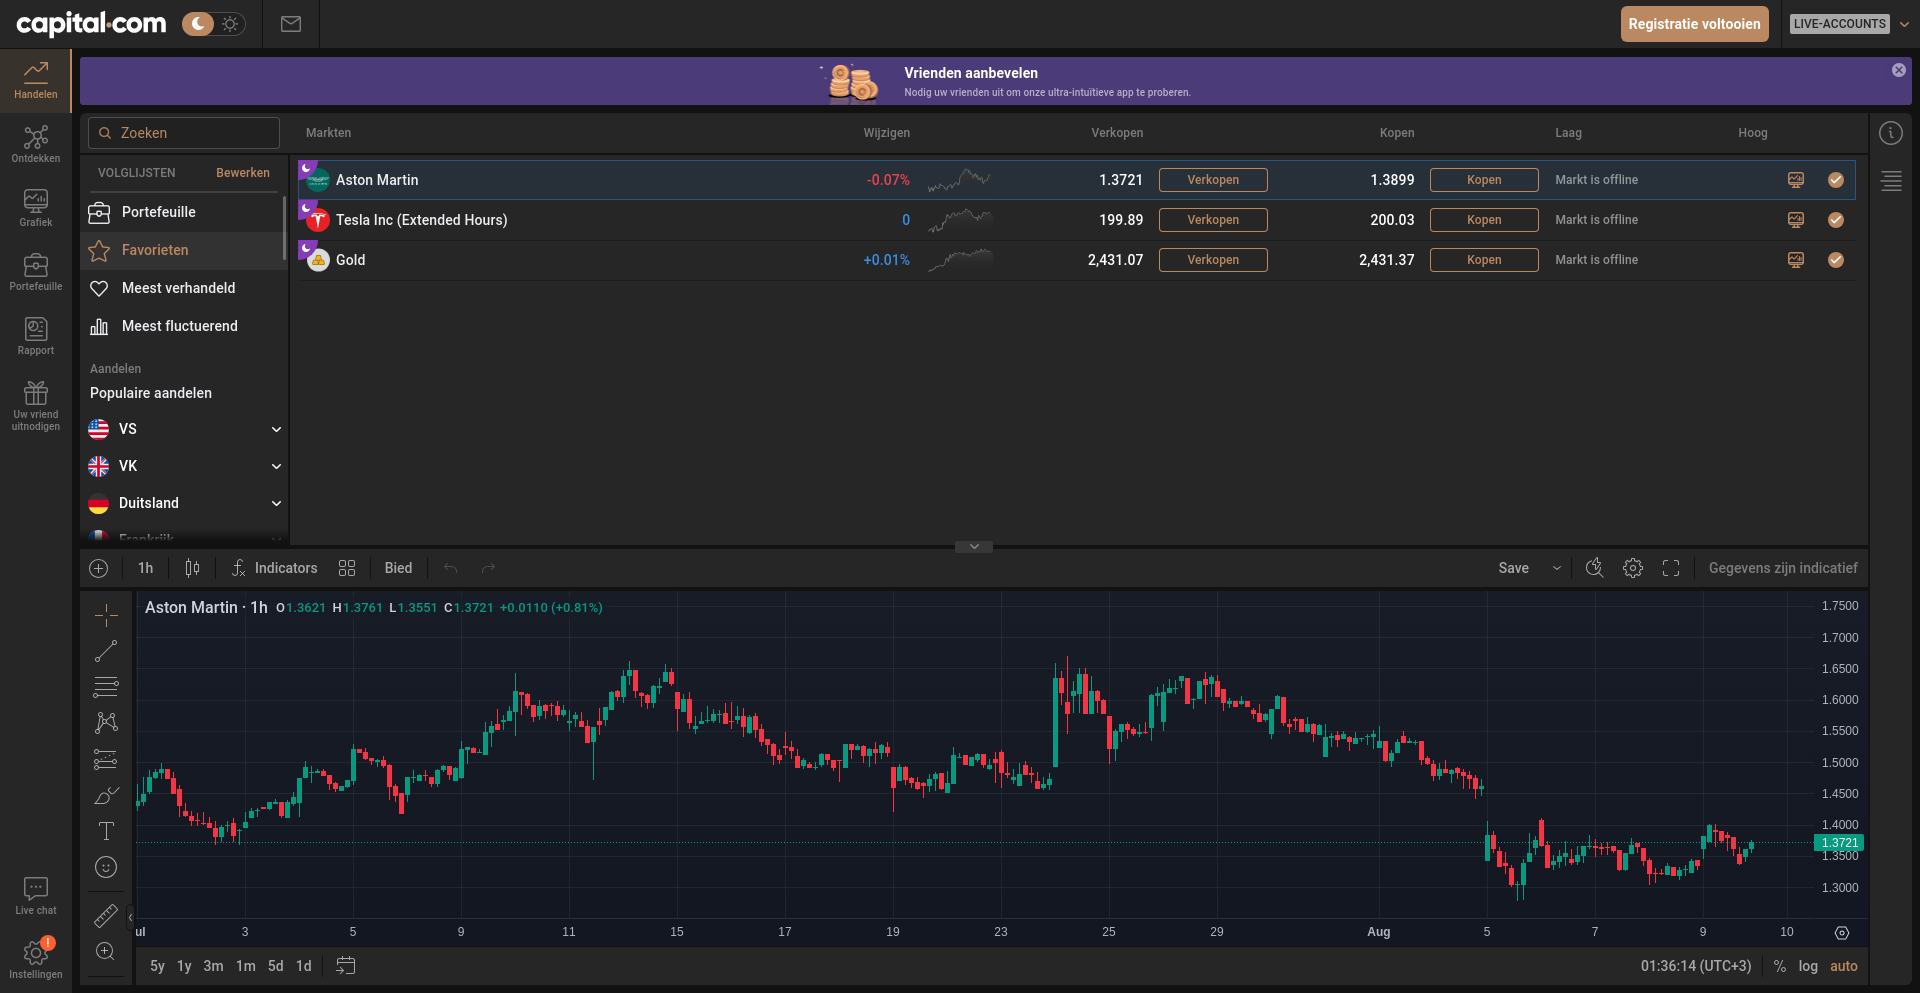 capital.com
Registratie voltooien
LIVE-ACCOUNTS
Handelen
Ontdekken
Grafiek
Portefeuille
Rapport
Uw vriend
uitnodigen
Live chat
!
Instellingen
Vrienden aanbevelen
Nodig uw vrienden uit om onze ultra-intuïtieve app te proberen.
Zoeken
VOLGLIJSTEN Bewerken
Portefeuille
Favorieten
Meest verhandeld
Meest fluctuerend
Aandelen
Populaire aandelen
VS
VK
Duitsland
Frankrijk
Markten Wijzigen Verkopen Kopen Laag Hoog
Aston Martin -0.07% 1.3721 Verkopen 1.3899 Kopen Markt is offline
Tesla Inc (Extended Hours) 0 199.89 Verkopen 200.03 Kopen Markt is offline
Gold +0.01% 2,431.07 Verkopen 2,431.37 Kopen Markt is offline
1h Indicators Bied Save Gegevens zijn indicatief
Aston Martin · 1h O1.3621 H1.3761 L1.3551 C1.3721 +0.0110 (+0.81%)
1.7500
1.7000
1.6500
1.6000
1.5500
1.5000
1.4500
1.4000
1.3721
1.3500
1.3000
ul 3 5 9 11 15 17 19 23 25 29 Aug 5 7 9 10
5y 1y 3m 1m 5d 1d 01:36:14 (UTC+3) % log auto